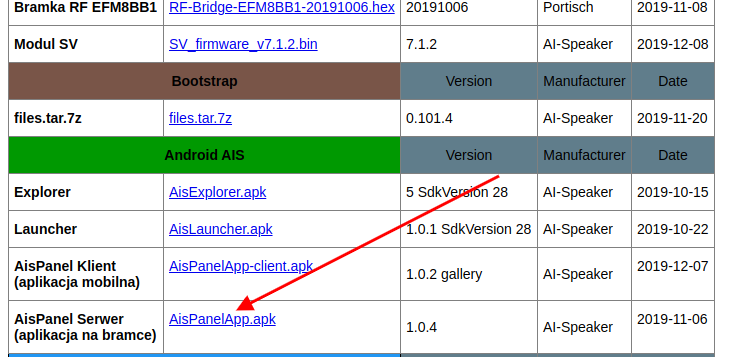 Bramka RF EFM8BB1 RF-Bridge-EFM8BB1-20191006.hex 20191006 Portisch 2019-11-08
Modul SV SV_firmware_v7.1.2.bin 7.1.2 AI-Speaker 2019-12-08
Bootstrap Version Manufacturer Date
files.tar.7z files.tar.7z 0.101.4 AI-Speaker 2019-11-20
Android AIS Version Manufacturer Date
Explorer AisExplorer.apk 5 SdkVersion 28 AI-Speaker 2019-10-15
Launcher AisLauncher.apk 1.0.1 SdkVersion 28 AI-Speaker 2019-10-22
AisPanel Klient AisPanelApp-client.apk 1.0.2 gallery AI-Speaker 2019-12-07
(aplikacja mobilna)
AisPanel Serwer AisPanelApp.apk 1.0.4 AI-Speaker 2019-11-06
(aplikacja na bramce)